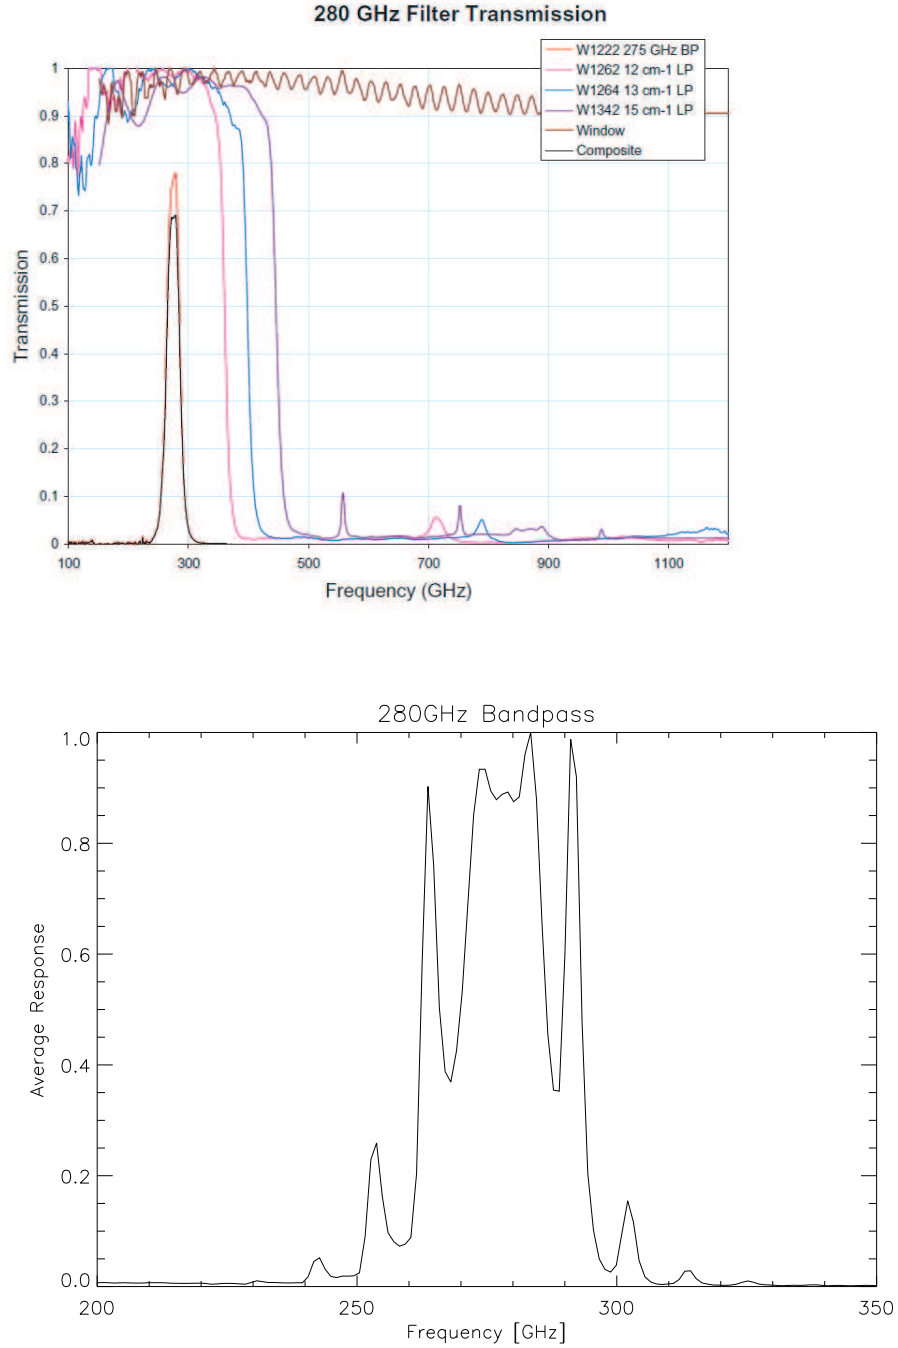 280 GHz Filter Transmission
W1222 275 GHz BP
W1262 12 cm-1 LP
W1264 13 cm-1 LP
W1342 15 cm-1 LP
Window
Composite
1
0.9
0.8
0.7
0.6
0.5
0.4
0.3
0.2
0.1
0
Transmission
100 300 500 700 900 1100
Frequency (GHz)
280GHz Bandpass
1.0
0.8
0.6
0.4
0.2
0.0
Average Response
200 250 300 350
Frequency [GHz]